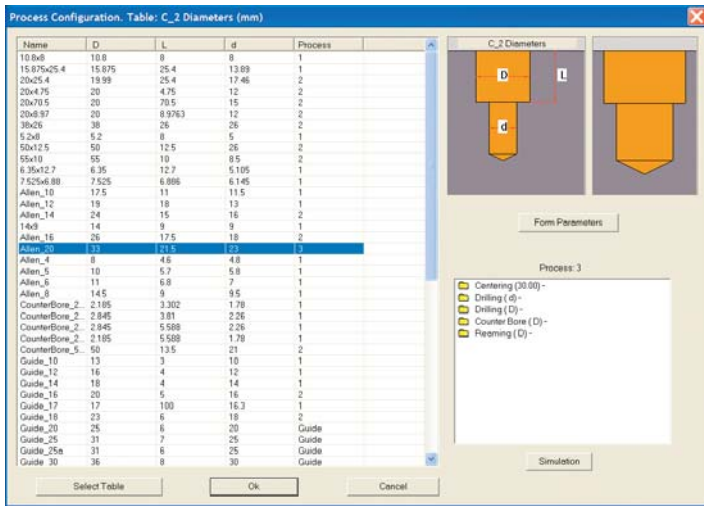 Process Configuration. Table: C_2 Diameters (mm)
Name D L d Process
10.8x8 10.8 8 8 1
15.875x25.4 15.875 25.4 13.89 1
20x25.4 19.99 25.4 17.46 2
20x4.75 20 4.75 12 2
20x70.5 20 70.5 15 2
20x8.97 20 8.9763 12 2
38x26 38 26 26 2
5.2x8 5.2 8 5 1
50x12.5 50 12.5 26 2
55x10 55 10 8.5 2
6.35x12.7 6.35 12.7 5.105 1
7.525x6.88 7.525 6.886 6.145 1
Allen_10 17.5 11 11.5 1
Allen_12 19 18 13 1
Allen_14 24 15 16 2
14x9 14 9 9 1
Allen_16 26 17.5 18 2
Allen_20 33 21.5 23 3
Allen_4 8 4.6 4.8 1
Allen_5 10 5.7 5.8 1
Allen_6 11 6.8 7 1
Allen_8 14.5 9 9.5 1
CounterBore_2... 2.185 3.302 1.78 1
CounterBore_2... 2.845 3.81 2.26 1
CounterBore_2... 2.845 5.588 2.26 1
CounterBore_2... 2.185 5.588 1.78 1
CounterBore_5... 50 13.5 21 2
Guide_10 13 3 10 1
Guide_12 16 4 12 1
Guide_14 18 4 14 1
Guide_16 20 5 16 2
Guide_17 17 100 16.3 1
Guide_18 23 6 18 2
Guide_20 25 6 20 Guide
Guide_25 31 7 25 Guide
Guide_25a 31 6 25 Guide
Guide_30 36 8 30 Guide
Select Table Ok Cancel
C_2 Diameters
D L
d
Form Parameters
Process: 3
Centering (30.00) -
Drilling ( d ) -
Drilling ( D ) -
Counter Bore ( D ) -
Reaming ( D ) -
Simulation